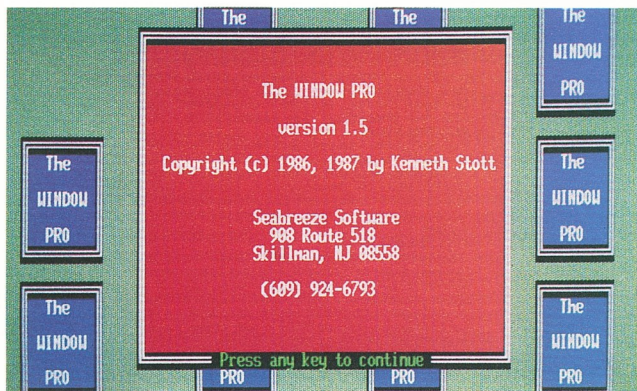 The
The
The
WINDOW
PRO
The WINDOW PRO
version 1.5
Copyright (c) 1986, 1987 by Kenneth Stott
Seabreeze Software
908 Route 518
Skillman, NJ 08558
(609) 924-6793
Press any key to continue
The
WINDOW
PRO
The
WINDOW
PRO
The
WINDOW
PRO
The
WINDOW
PRO
PRO
PRO